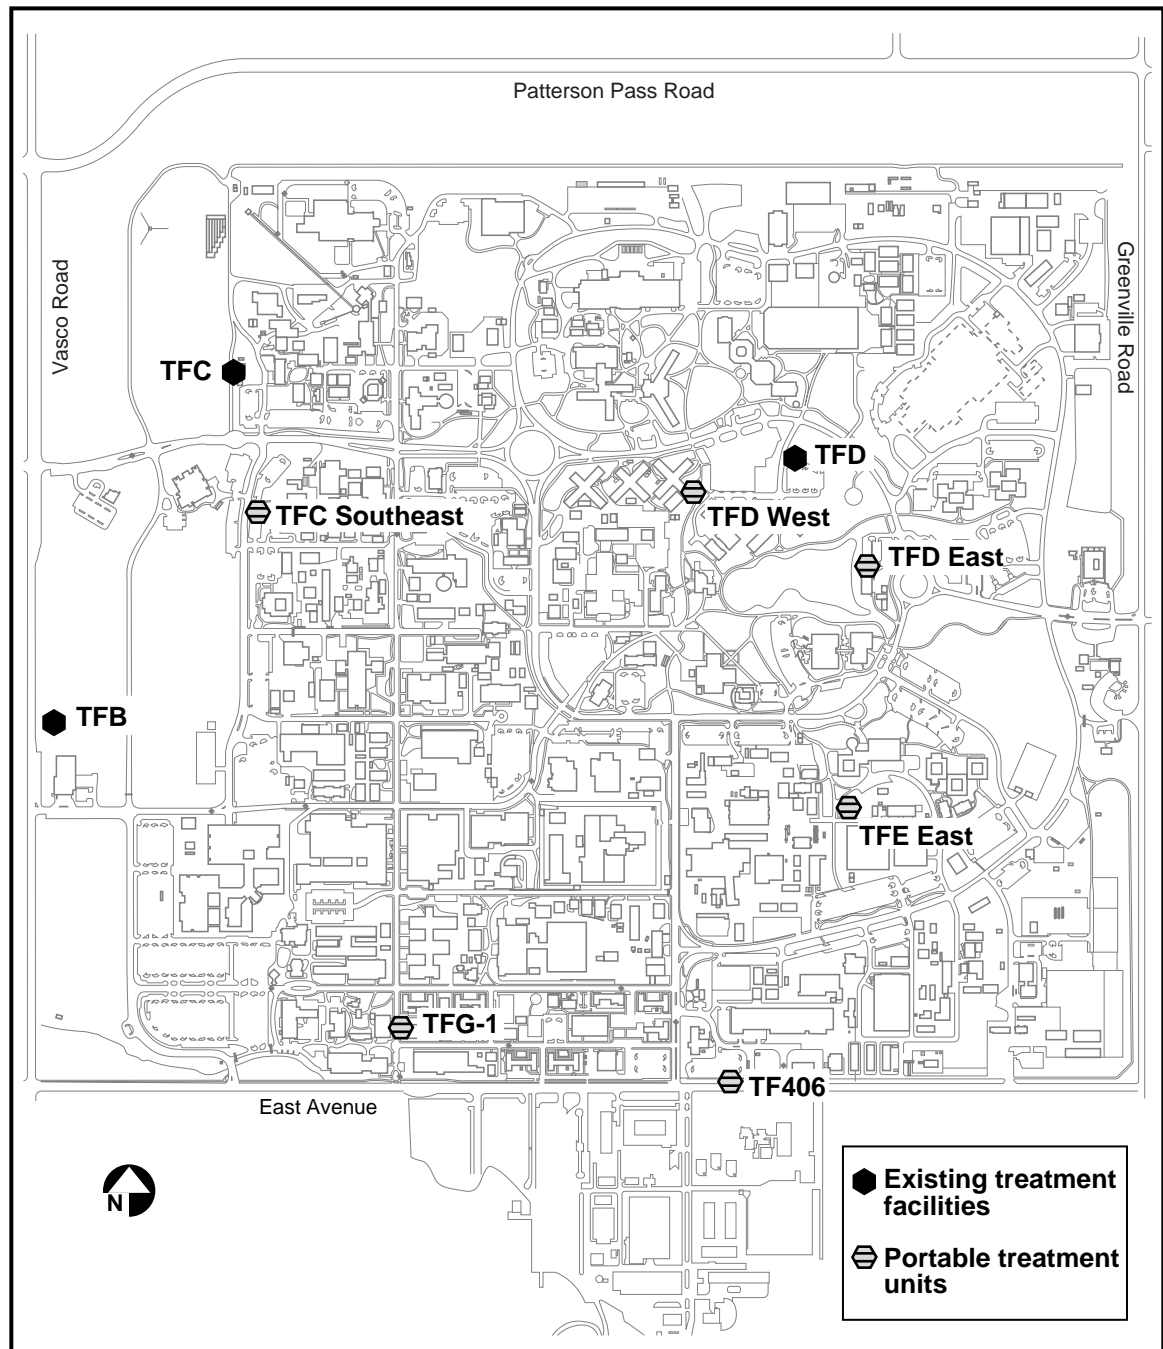 Patterson Pass Road
Vasco Road
Greenville Road
TFC
TFD
TFD West
TFC Southeast
TFD East
TFB
TFE East
TFG-1
TF406
East Avenue
N
Existing treatment
facilities
Portable treatment
units